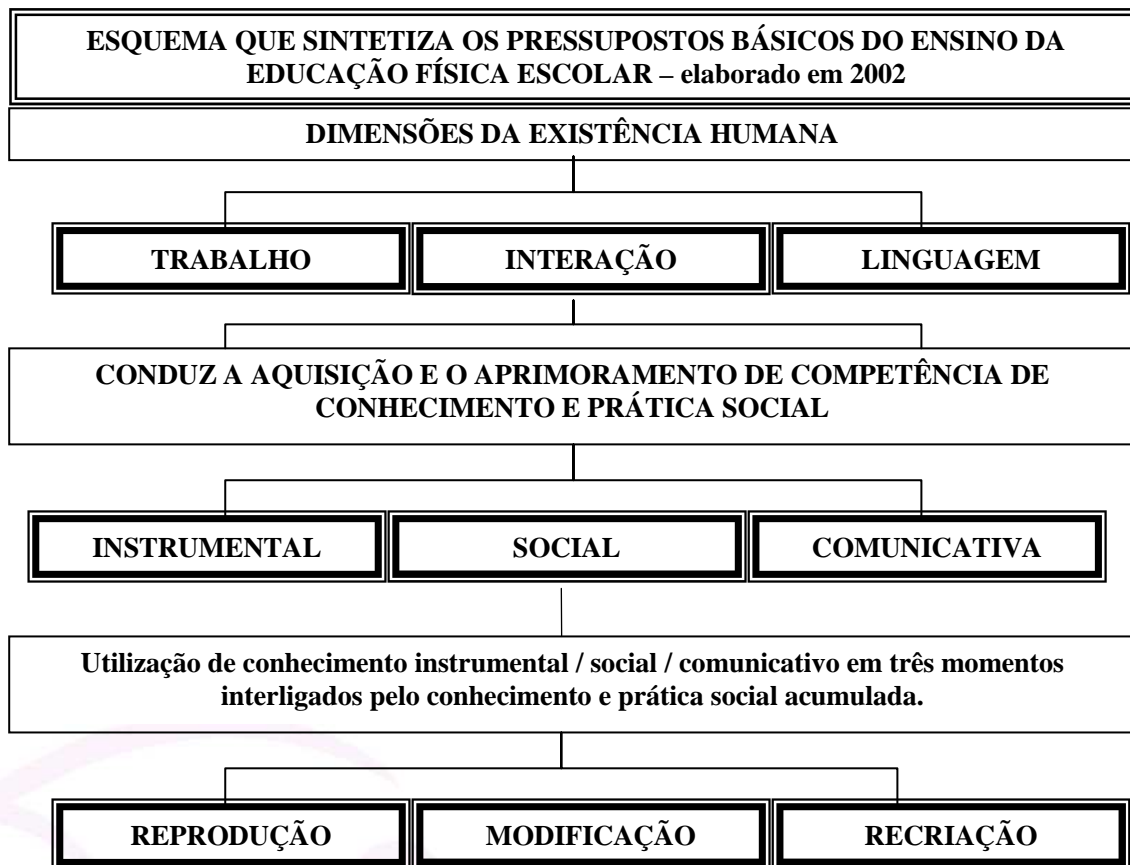 ESQUEMA QUE SINTETIZA OS PRESSUPOSTOS BÁSICOS DO ENSINO DA
EDUCAÇÃO FÍSICA ESCOLAR – elaborado em 2002
DIMENSÕES DA EXISTÊNCIA HUMANA
TRABALHO
INTERAÇÃO
LINGUAGEM
CONDUZ A AQUISIÇÃO E O APRIMORAMENTO DE COMPETÊNCIA DE
CONHECIMENTO E PRÁTICA SOCIAL
INSTRUMENTAL
SOCIAL
COMUNICATIVA
Utilização de conhecimento instrumental / social / comunicativo em três momentos
interligados pelo conhecimento e prática social acumulada.
REPRODUÇÃO
MODIFICAÇÃO
RECRIAÇÃO